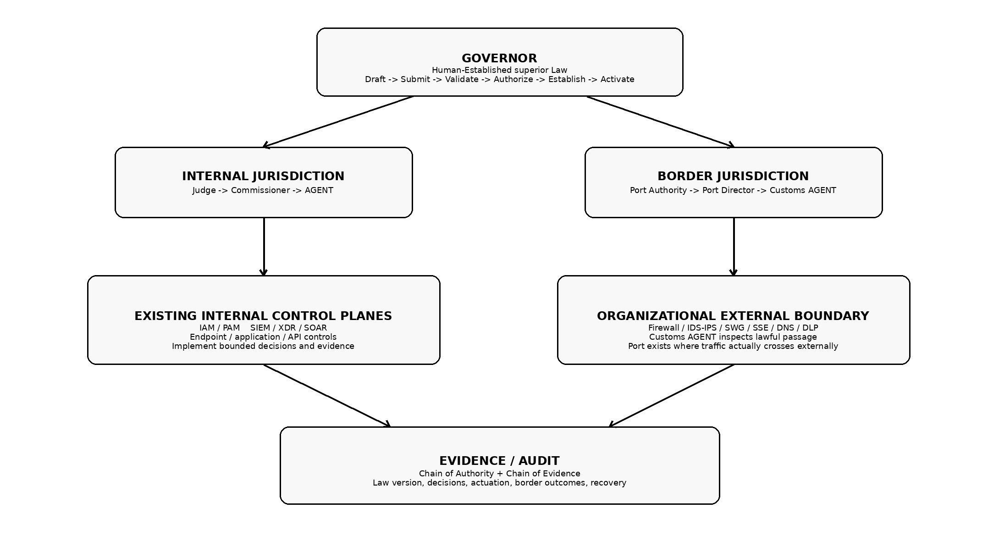 GOVERNOR
Human-Established superior Law
Draft -> Submit -> Validate -> Authorize -> Establish -> Activate
INTERNAL JURISDICTION
Judge -> Commissioner -> AGENT
BORDER JURISDICTION
Port Authority -> Port Director -> Customs AGENT
EXISTING INTERNAL CONTROL PLANES
IAM / PAM    SIEM / XDR / SOAR
Endpoint / application / API controls
Implement bounded decisions and evidence
ORGANIZATIONAL EXTERNAL BOUNDARY
Firewall / IDS-IPS / SWG / SSE / DNS / DLP
Customs AGENT inspects lawful passage
Port exists where traffic actually crosses externally
EVIDENCE / AUDIT
Chain of Authority + Chain of Evidence
Law version, decisions, actuation, border outcomes, recovery